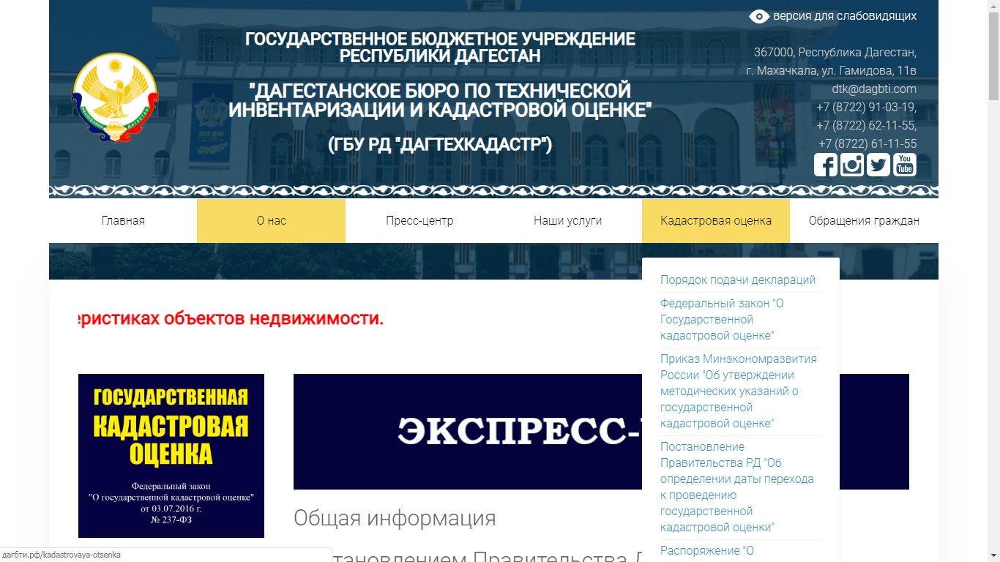 версия для слабовидящих
ГОСУДАРСТВЕННОЕ БЮДЖЕТНОЕ УЧРЕЖДЕНИЕ
РЕСПУБЛИКИ ДАГЕСТАН
"ДАГЕСТАНСКОЕ БЮРО ПО ТЕХНИЧЕСКОЙ
ИНВЕНТАРИЗАЦИИ И КАДАСТРОВОЙ ОЦЕНКЕ"
(ГБУ РД "ДАГТЕХКАДАСТР")
367000, Республика Дагестан,
г. Махачкала, ул. Гамидова, 11в
dtk@dagbti.com
+7 (8722) 91-03-19,
+7 (8722) 62-11-55,
+7 (8722) 61-11-55
You
Tube
Главная
О нас
Пресс-центр
Наши услуги
Кадастровая оценка
Обращения граждан
Порядок подачи деклараций
Федеральный закон "О
Государственной
кадастровой оценке"
Приказ Минэкономразвития
России "Об утверждении
методических указаний о
государственной
кадастровой оценке"
Постановление
Правительства РД "Об
определении даты перехода
к проведению
государственной
кадастровой оценки"
Распоряжение "О
еристиках объектов недвижимости.
ГОСУДАРСТВЕННАЯ
КАДАСТРОВАЯ
ОЦЕНКА
Федеральный закон
"О государственной кадастровой оценке"
от 03.07.2016 г.
№ 237-ФЗ
ЭКСПРЕСС-
Общая информация
тановлением Правительства
дагбти.рф/kadastrovaya-otsenka